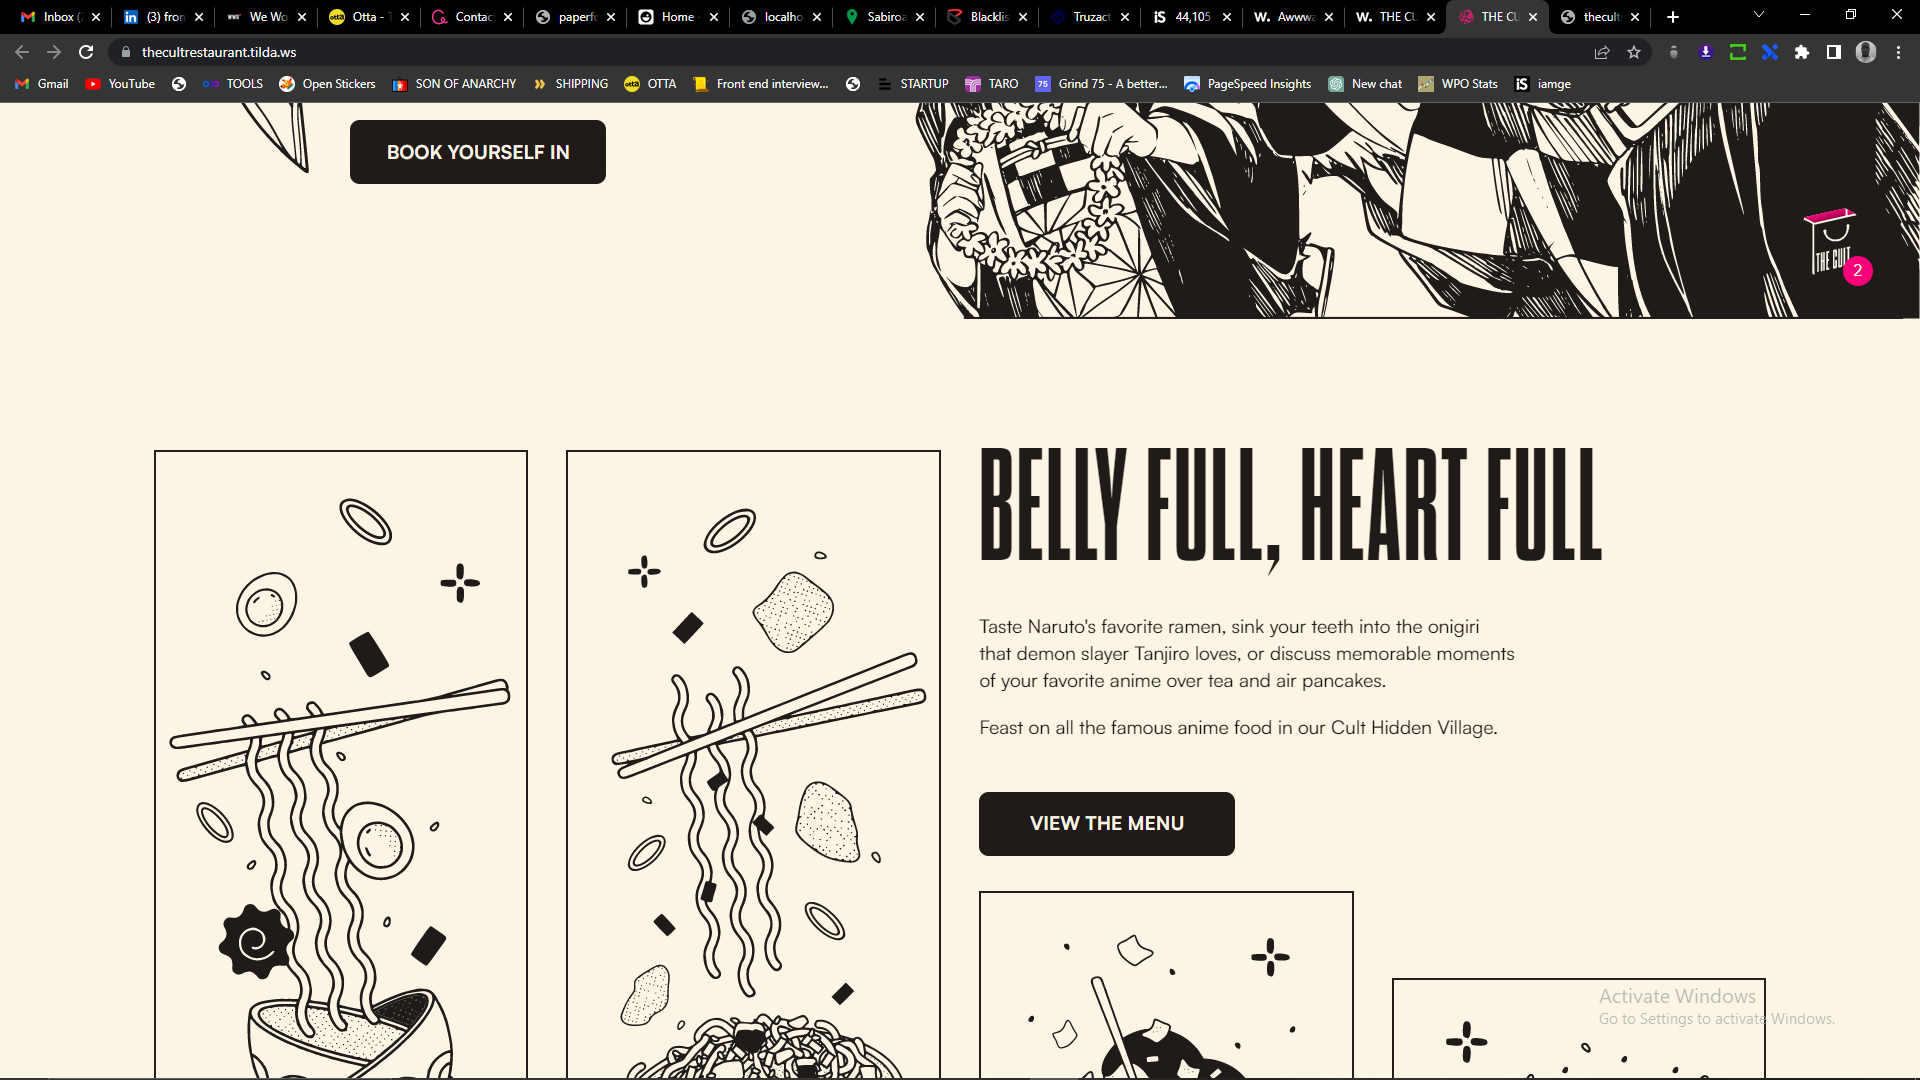 Inbox (
(3) fron
We Wo
Otta - T
Contac
paperfo
Home -
localho
Sabiroa
Blacklis
Truzact
44,105
Awwwa
THE CU
THE CU
thecult
thecultrestaurant.tilda.ws
Gmail
YouTube
TOOLS
Open Stickers
SON OF ANARCHY
SHIPPING
OTTA
Front end interview...
STARTUP
TARO
75
Grind 75 - A better...
PageSpeed Insights
New chat
WPO Stats
iamge
BOOK YOURSELF IN
THE CULT
2
BELLY FULL, HEART FULL
Taste Naruto's favorite ramen, sink your teeth into the onigiri
that demon slayer Tanjiro loves, or discuss memorable moments
of your favorite anime over tea and air pancakes.
Feast on all the famous anime food in our Cult Hidden Village.
VIEW THE MENU
Activate Windows
Go to Settings to activate Windows.